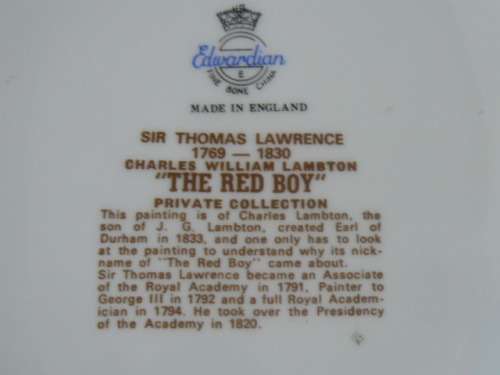 Edwardian
E
FINE BONE CHINA
MADE IN ENGLAND
SIR THOMAS LAWRENCE
1769 — 1830
CHARLES WILLIAM LAMBTON
"THE RED BOY"
PRIVATE COLLECTION
This painting is of Charles Lambton, the
son of J. G. Lambton, created Earl of
Durham in 1833, and one only has to look
at the painting to understand why its nick-
name of "The Red Boy" came about.
Sir Thomas Lawrence became an Associate
of the Royal Academy in 1791. Painter to
George III in 1792 and a full Royal Academ-
ician in 1794. He took over the Presidency
of the Academy in 1820.